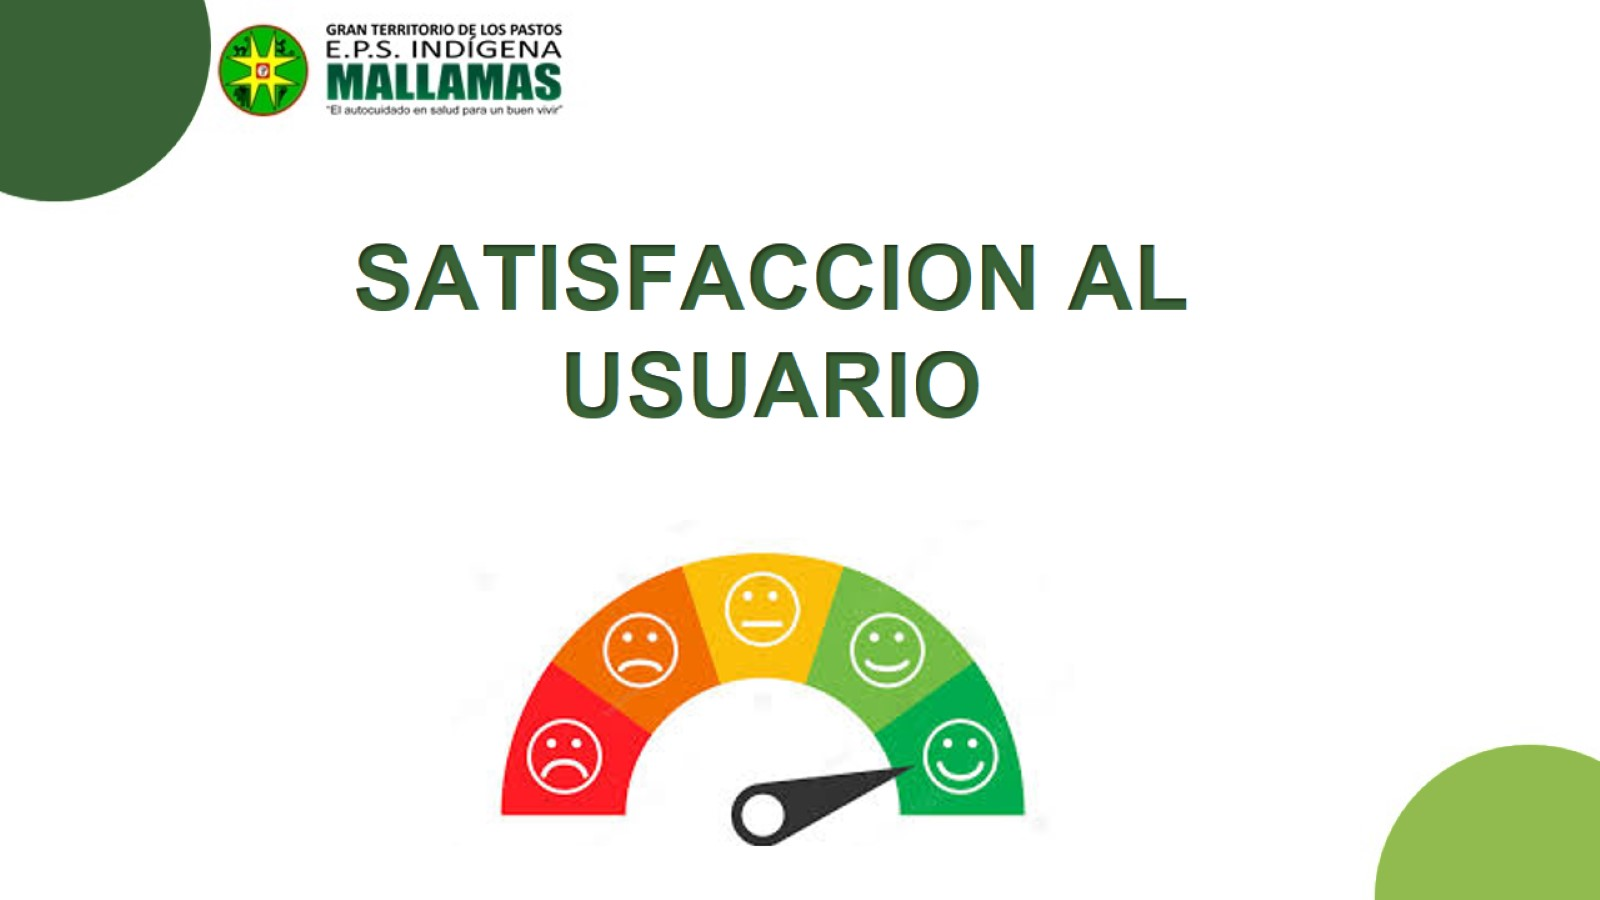 GRAN TERRITORIO DE LOS PASTOS
E.P.S. INDÍGENA
MALLAMAS
"El autocuidado en salud para un buen vivir"
SATISFACCION AL
USUARIO